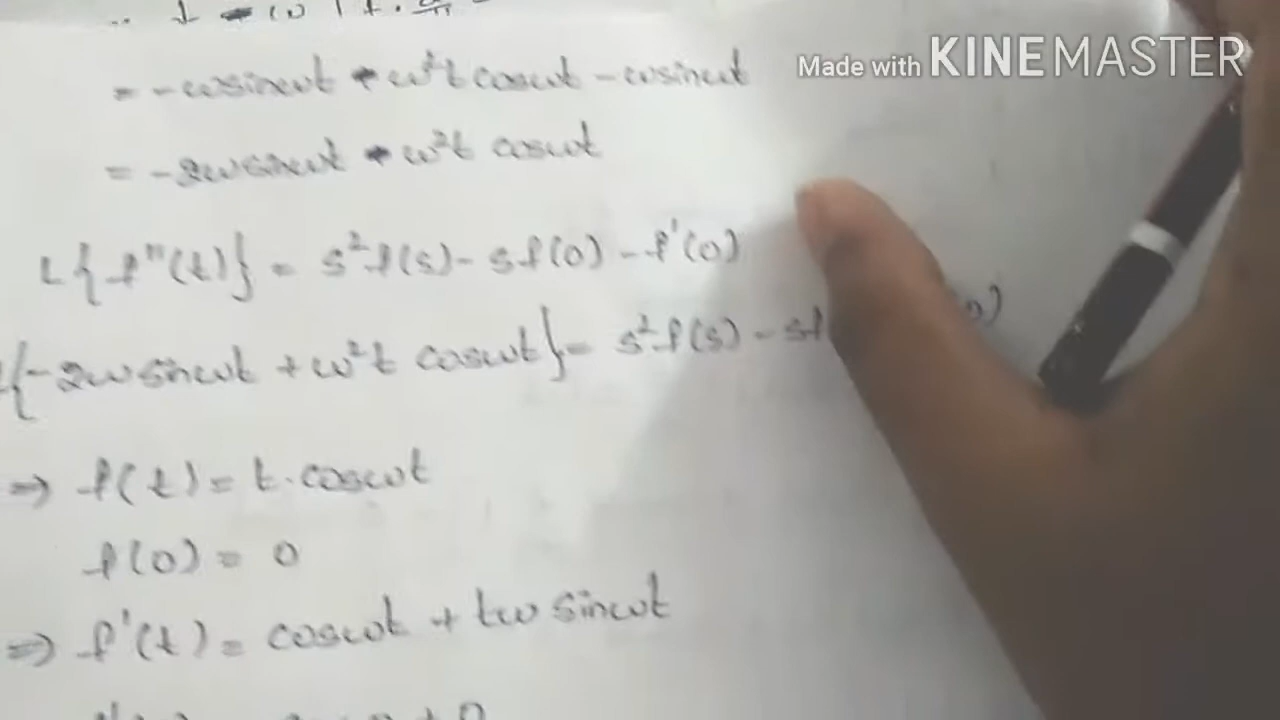 Made with KINEMASTER
= -ωsinωt - ω²t cosωt - ωsinωt
= -2ωsinωt - ω²t cosωt
L{f"(t)} = s²f(s) - sf(0) - f'(0)
{-2ωsinωt + ω²t cosωt} = s²f(s) - sf
⇒ f(t) = t.cosωt
f(0) = 0
⇒ f'(t) = cosωt + tω sinωt